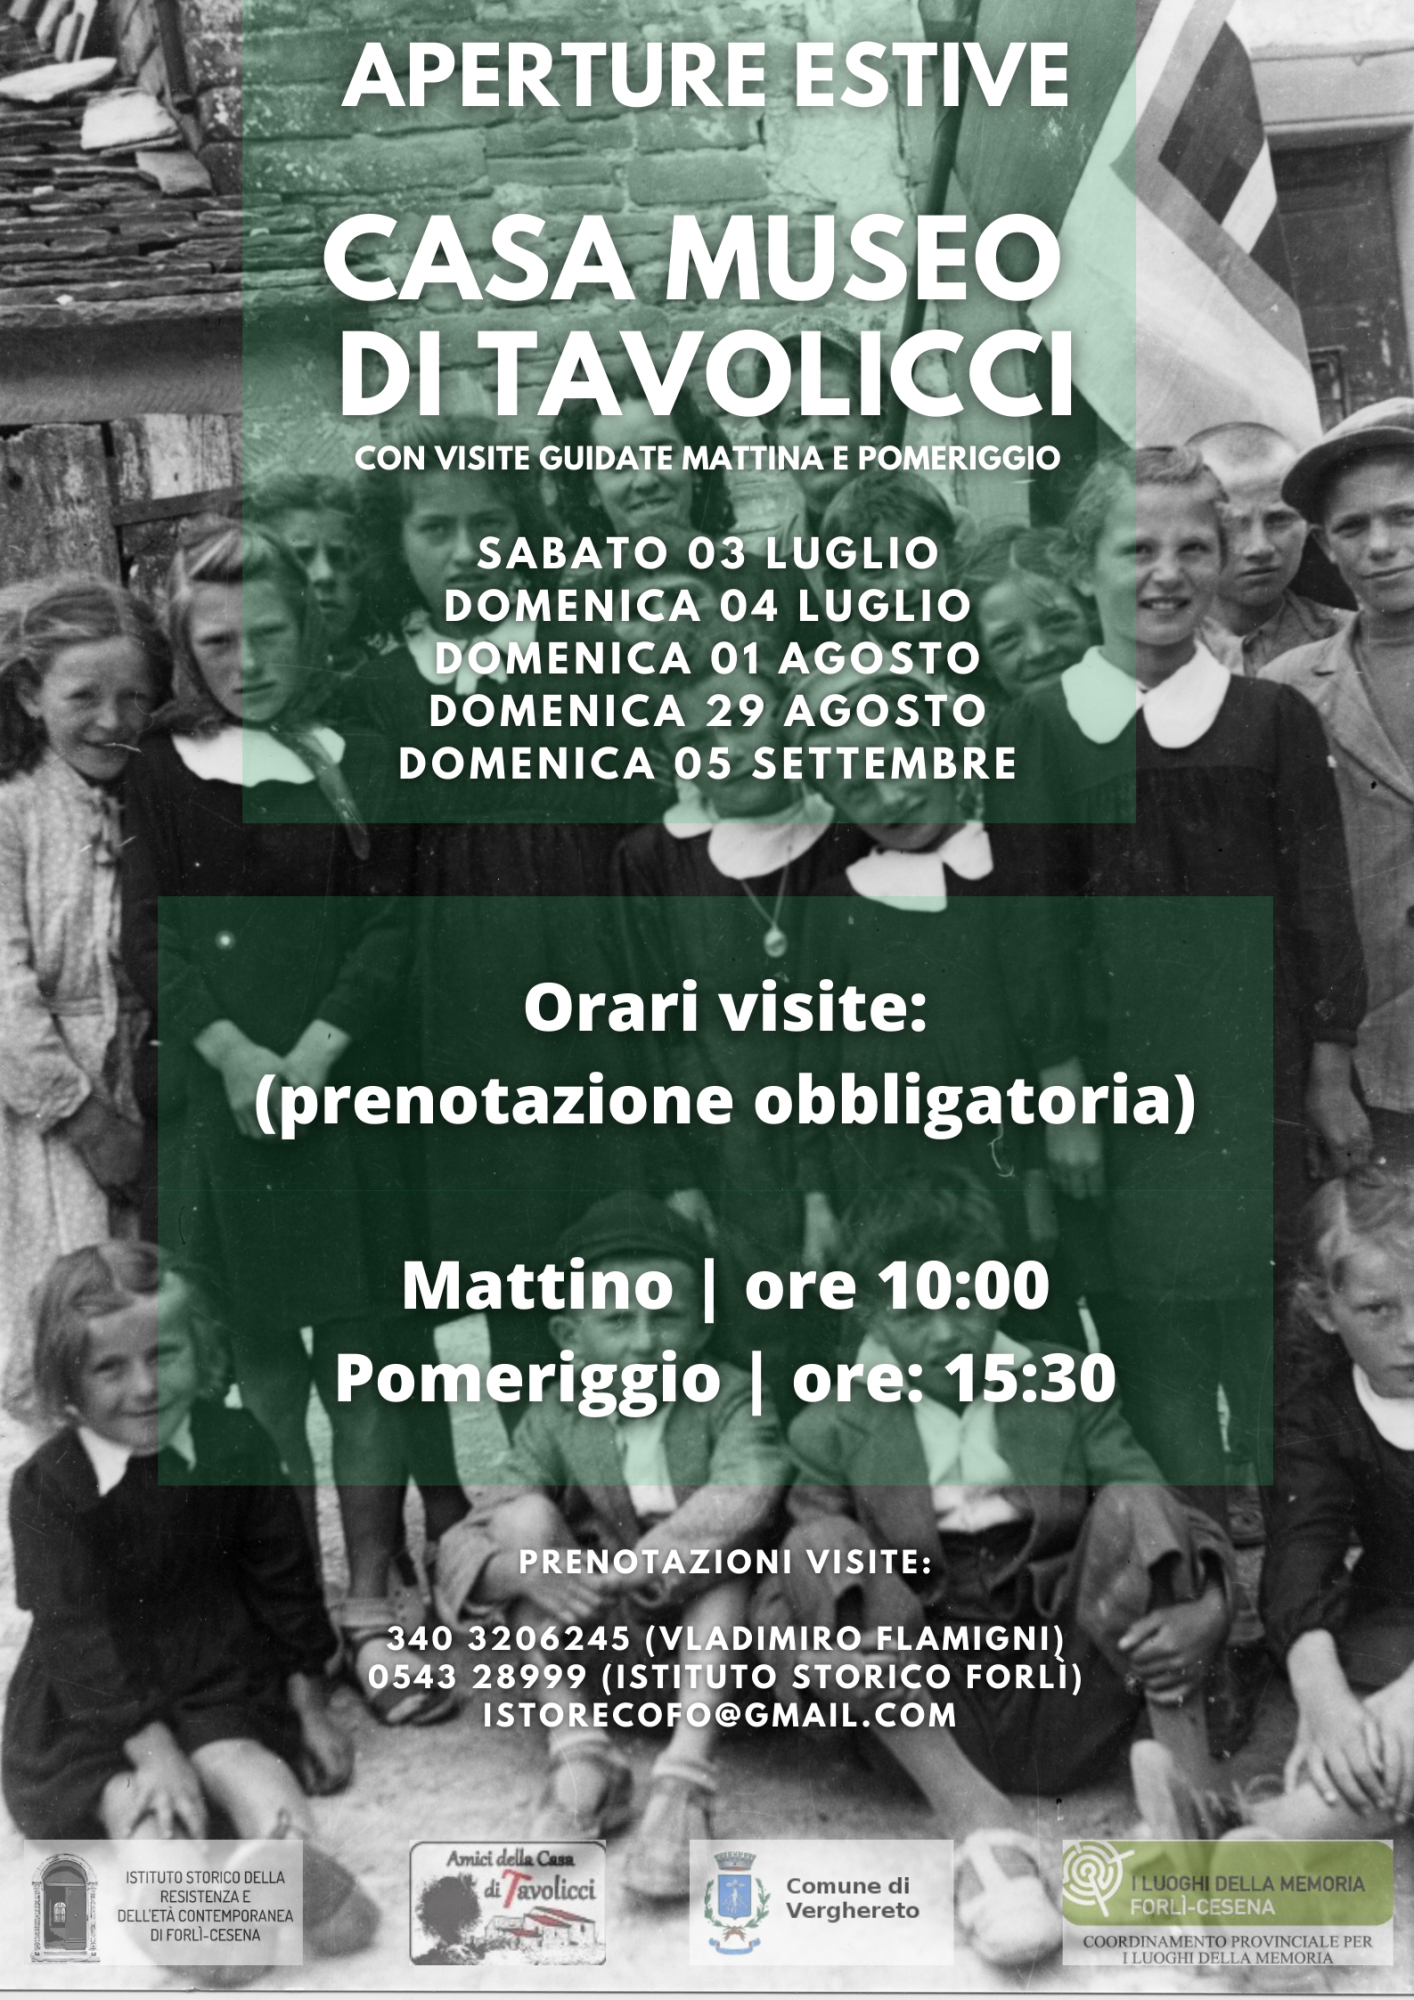 APERTURE ESTIVE
CASA MUSEO
DI TAVOLICCI
CON VISITE GUIDATE MATTINA E POMERIGGIO
SABATO 03 LUGLIO
DOMENICA 04 LUGLIO
DOMENICA 01 AGOSTO
DOMENICA 29 AGOSTO
DOMENICA 05 SETTEMBRE
Orari visite:
(prenotazione obbligatoria)
Mattino | ore 10:00
Pomeriggio | ore: 15:30
PRENOTAZIONI VISITE:
340 3206245 (VLADIMIRO FLAMIGNI)
0543 28999 (ISTITUTO STORICO FORLÌ)
ISTORECOFO@GMAIL.COM
ISTITUTO STORICO DELLA
RESISTENZA E
DELL'ETÀ CONTEMPORANEA
DI FORLÌ-CESENA
Amici della Casa
di Tavolicci
Comune di
Verghereto
I LUOGHI DELLA MEMORIA
FORLÌ-CESENA
COORDINAMENTO PROVINCIALE PER
I LUOGHI DELLA MEMORIA